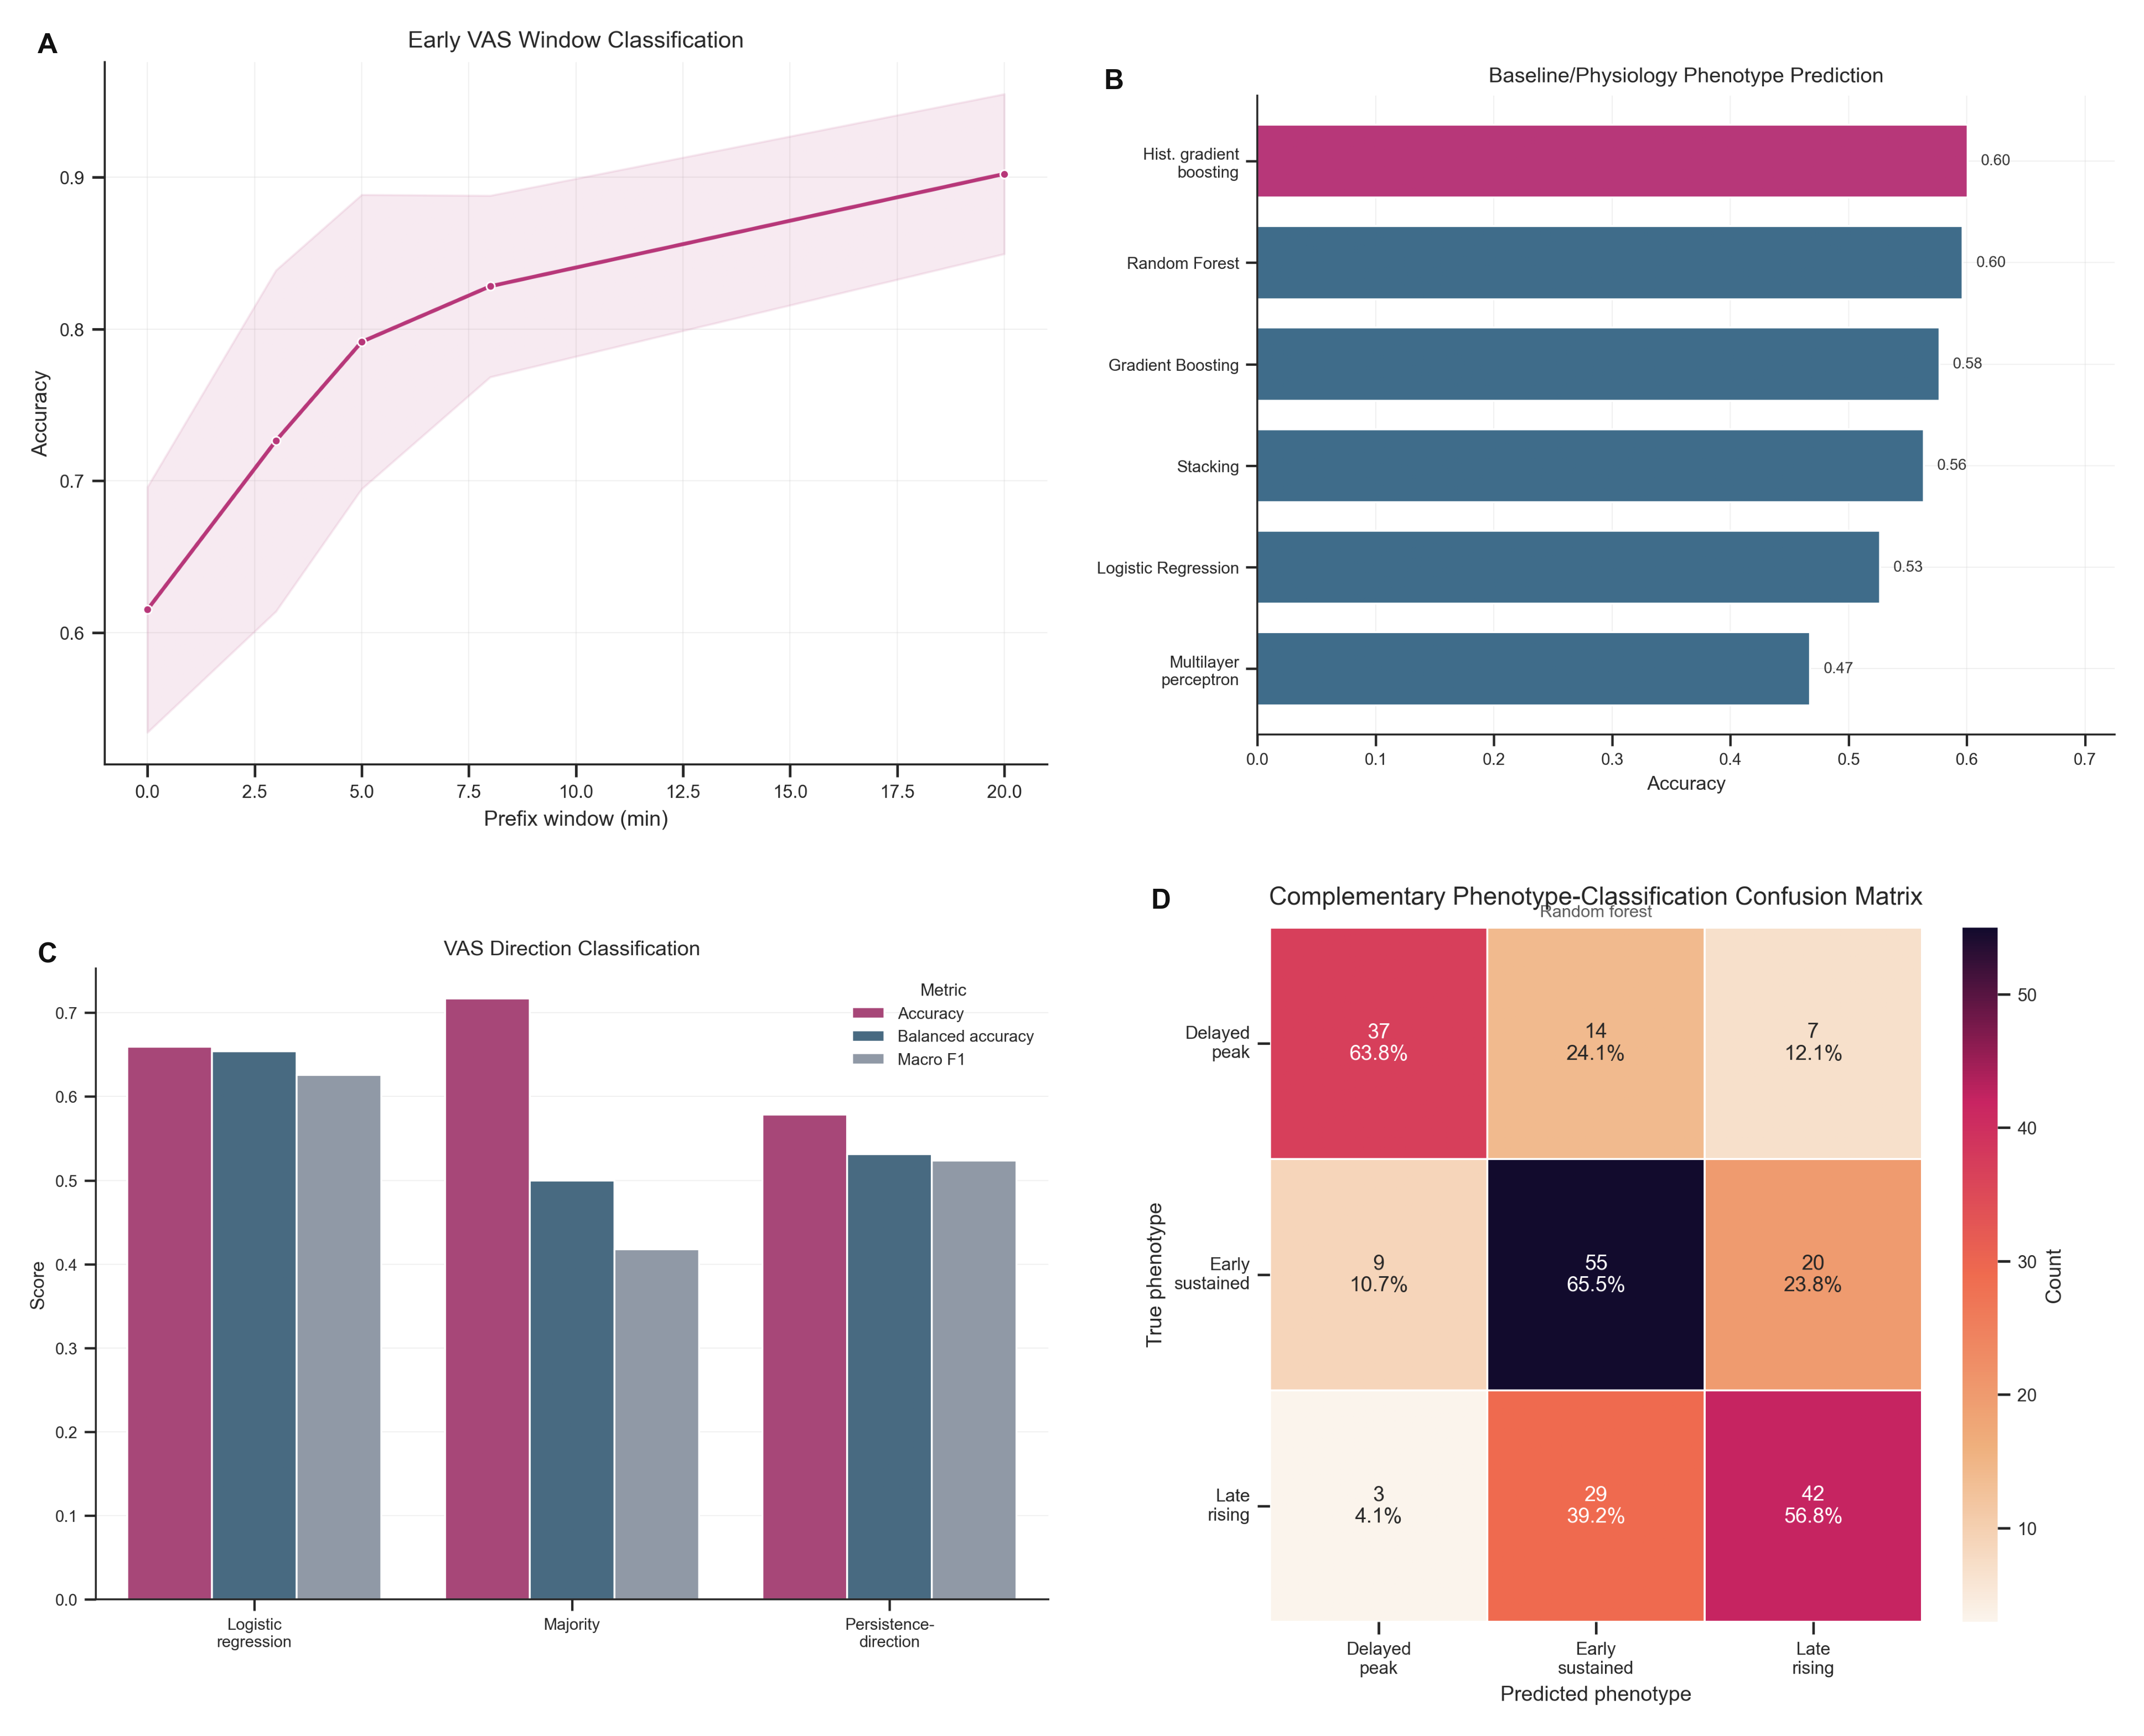 A
Early VAS Window Classification
Accuracy
0.9
0.8
0.7
0.6
0.0 2.5 5.0 7.5 10.0 12.5 15.0 17.5 20.0
Prefix window (min)
B
Baseline/Physiology Phenotype Prediction
Hist. gradient
boosting
0.60
Random Forest
0.60
Gradient Boosting
0.58
Stacking
0.56
Logistic Regression
0.53
Multilayer
perceptron
0.47
0.0 0.1 0.2 0.3 0.4 0.5 0.6 0.7
Accuracy
C
VAS Direction Classification
Metric
Accuracy
Balanced accuracy
Macro F1
Score
0.7
0.6
0.5
0.4
0.3
0.2
0.1
0.0
Logistic
regression
Majority
Persistence-
direction
D
Complementary Phenotype-Classification Confusion Matrix
Random forest
True phenotype
Delayed
peak
37
63.8%
14
24.1%
7
12.1%
Early
sustained
9
10.7%
55
65.5%
20
23.8%
Late
rising
3
4.1%
29
39.2%
42
56.8%
Delayed
peak
Early
sustained
Late
rising
Predicted phenotype
50
40
30
20
10
Count